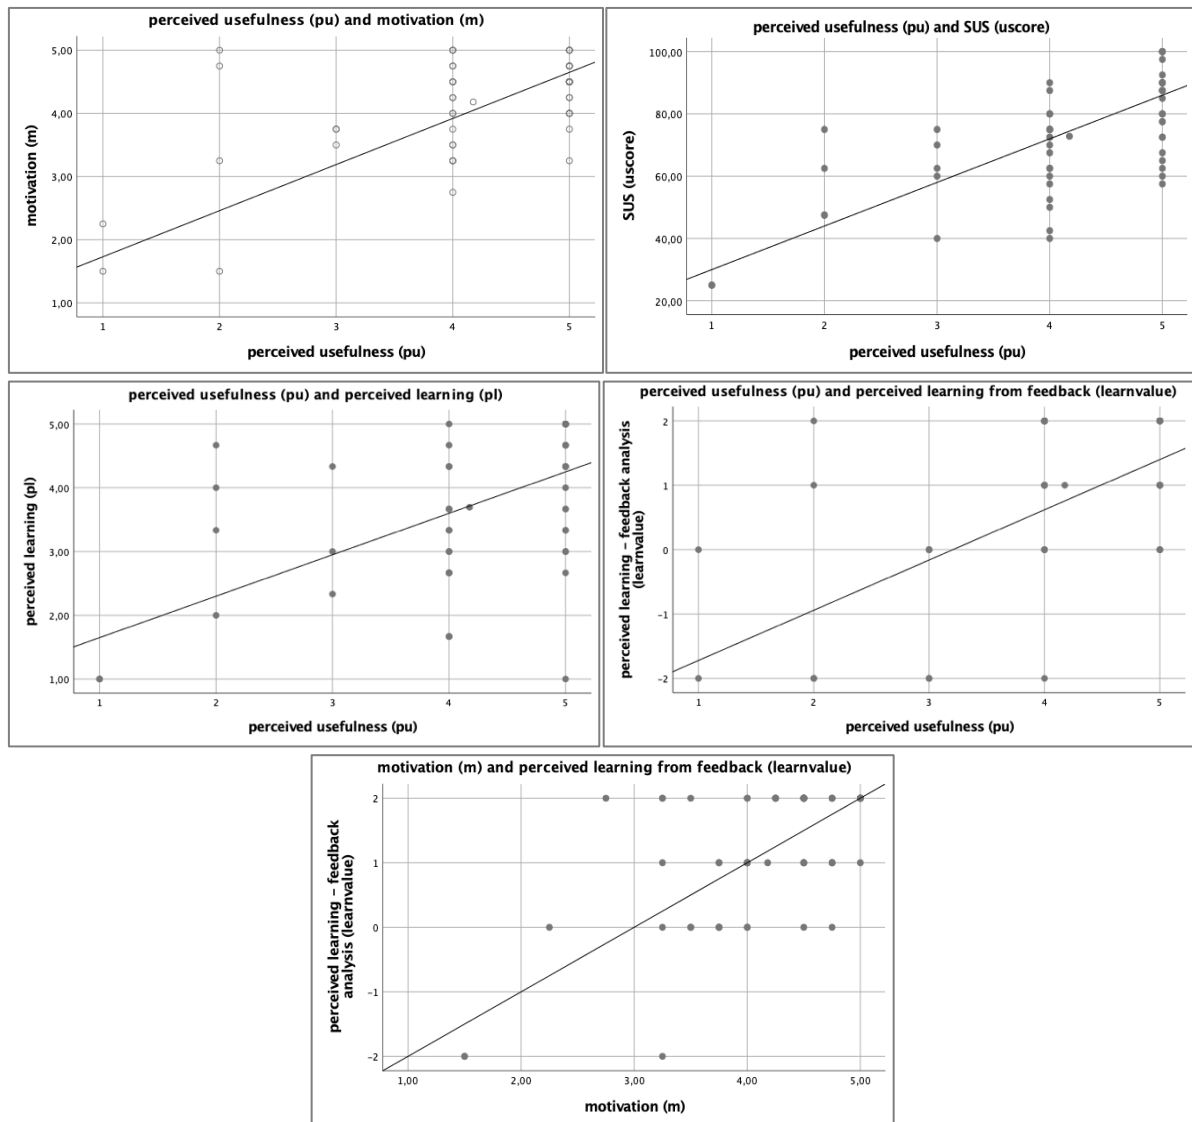 perceived usefulness (pu) and motivation (m)
5,00
4,00
3,00
2,00
1,00
motivation (m)
1 2 3 4 5
perceived usefulness (pu)
perceived usefulness (pu) and SUS (uscore)
100,00
80,00
60,00
40,00
20,00
SUS (uscore)
1 2 3 4 5
perceived usefulness (pu)
perceived usefulness (pu) and perceived learning (pl)
5,00
4,00
3,00
2,00
1,00
perceived learning (pl)
1 2 3 4 5
perceived usefulness (pu)
perceived usefulness (pu) and perceived learning from feedback (learnvalue)
2
1
0
-1
-2
perceived learning – feedback analysis
(learnvalue)
1 2 3 4 5
perceived usefulness (pu)
motivation (m) and perceived learning from feedback (learnvalue)
2
1
0
-1
-2
perceived learning – feedback
analysis (learnvalue)
1,00 2,00 3,00 4,00 5,00
motivation (m)